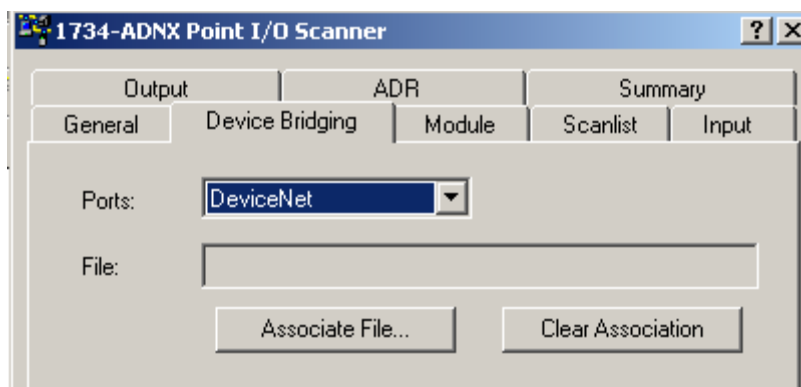 1734-ADNX Point I/O Scanner ? X
Output ADR Summary
General Device Bridging Module Scanlist Input
Ports: DeviceNet
File:
Associate File... Clear Association